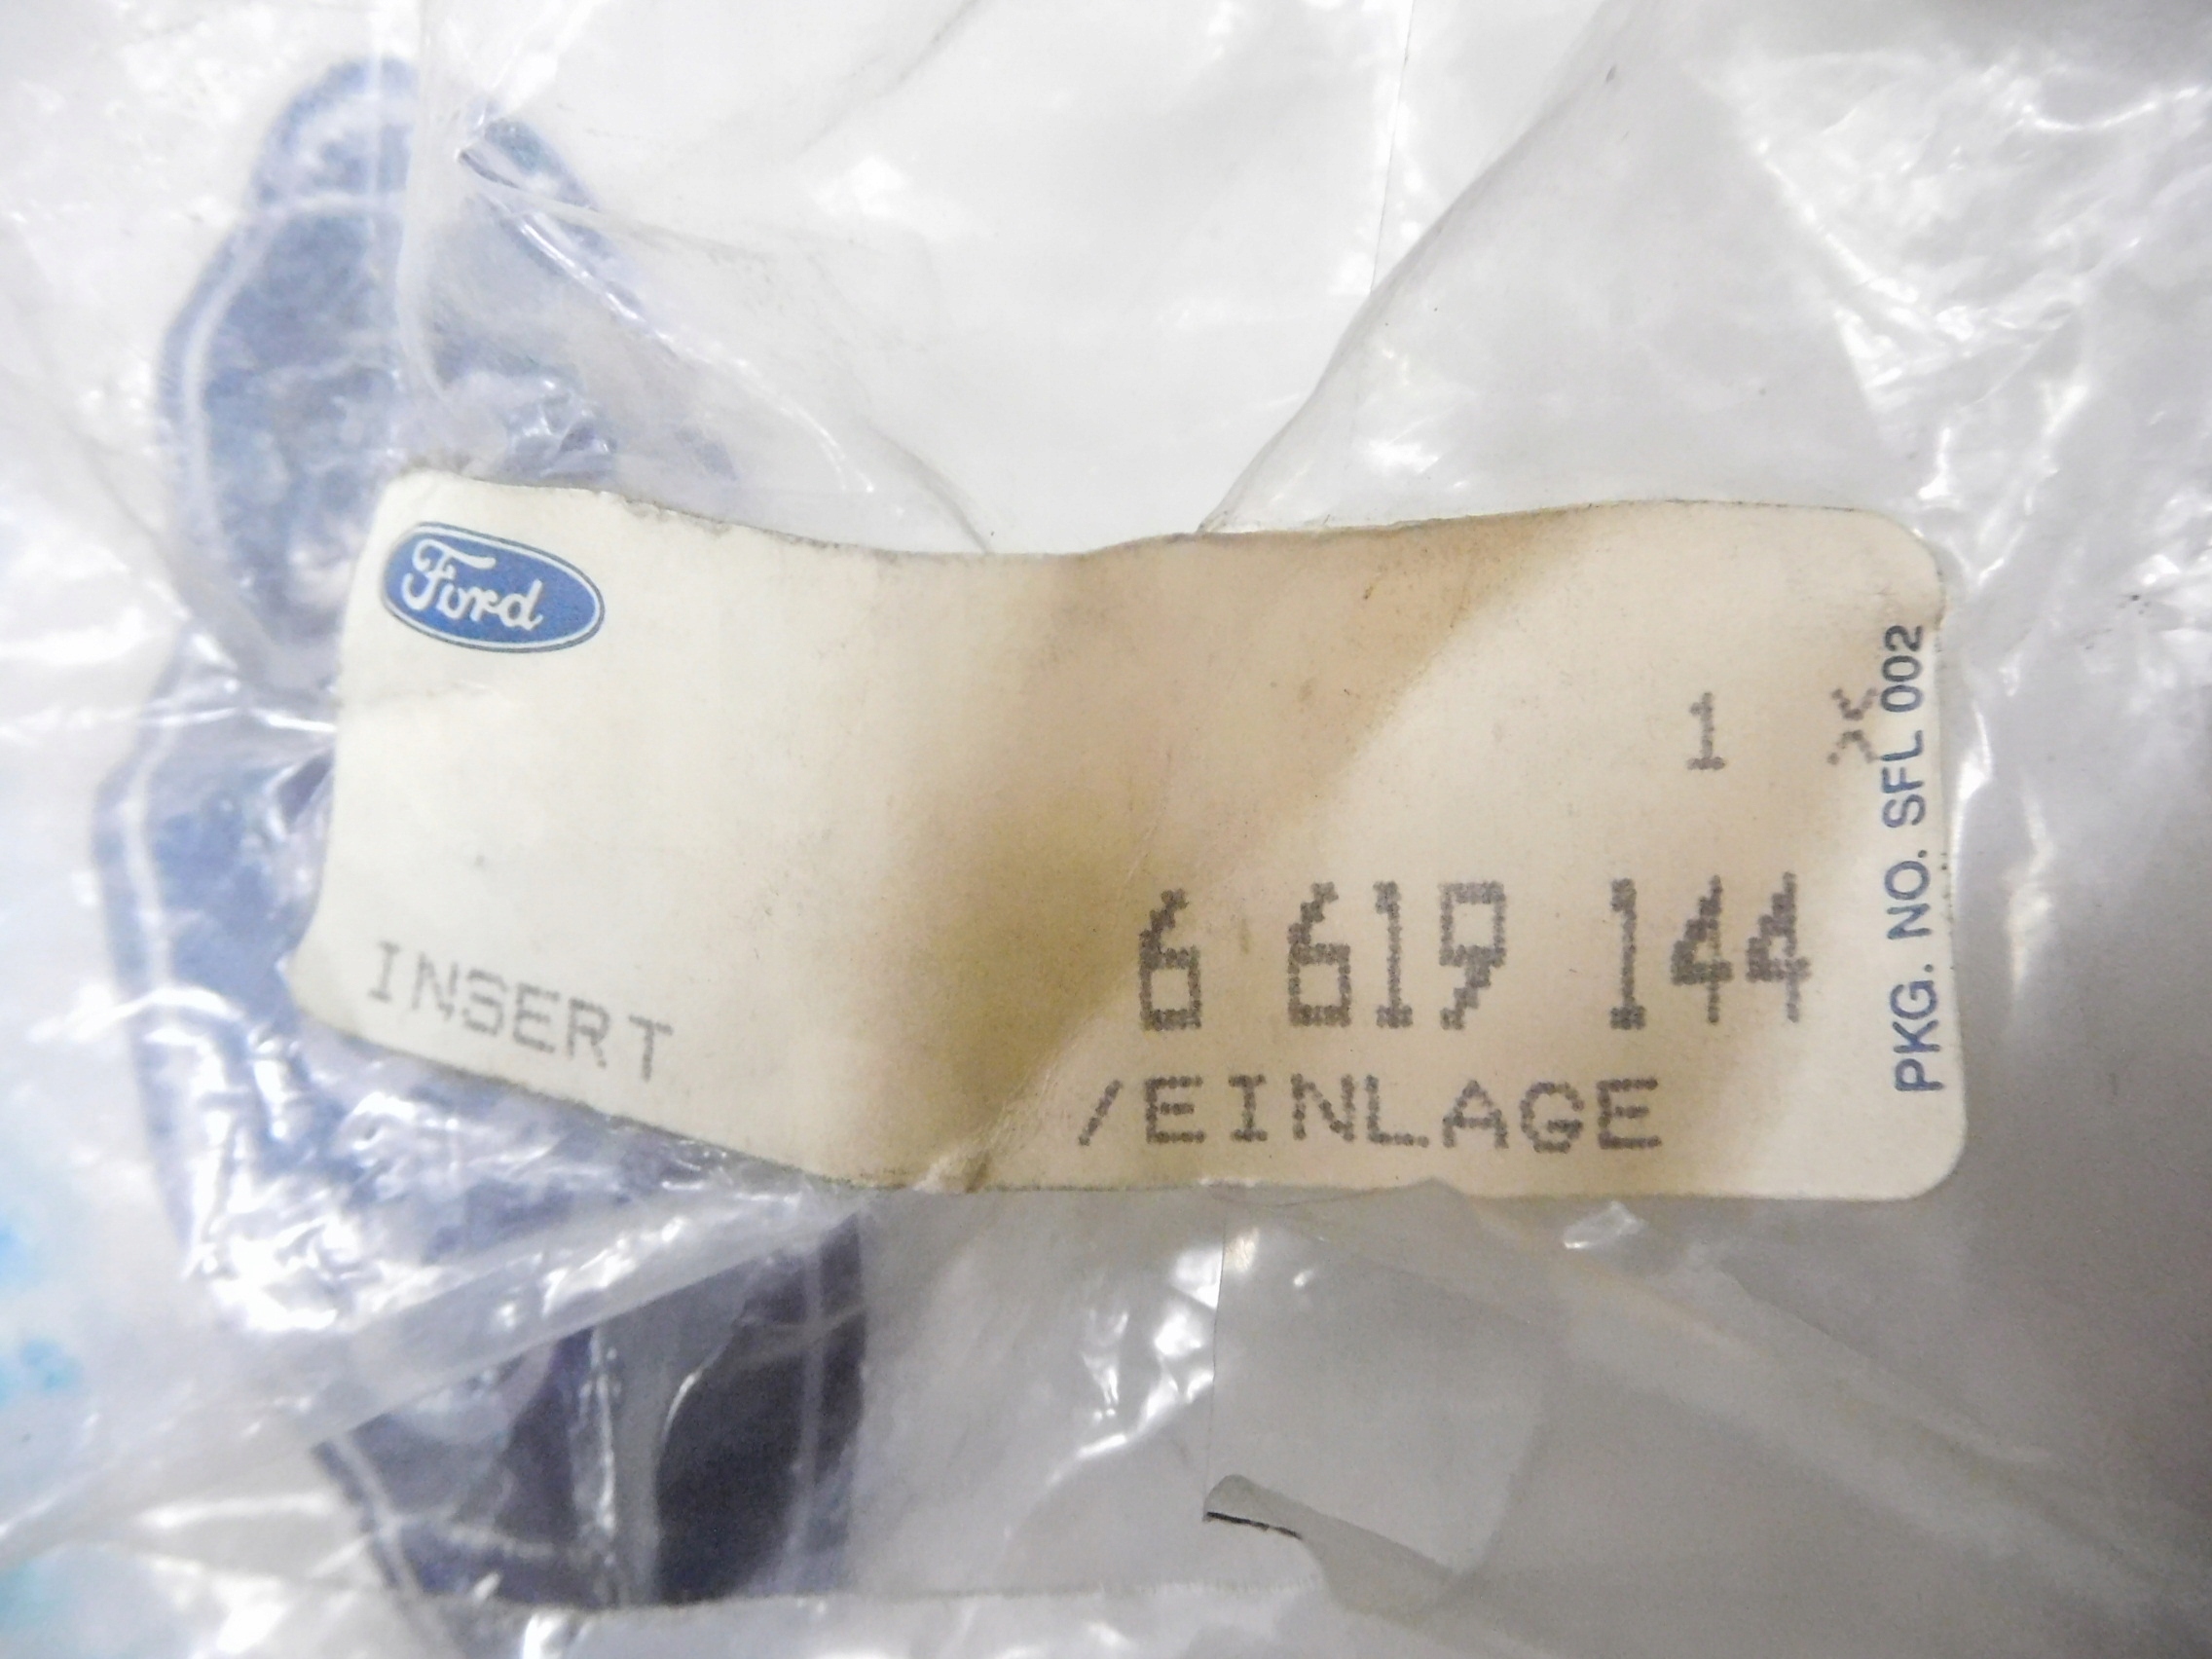 Ford
1 X
6 619 144
INSERT /EINLAGE
PKG. NO. SFL 002